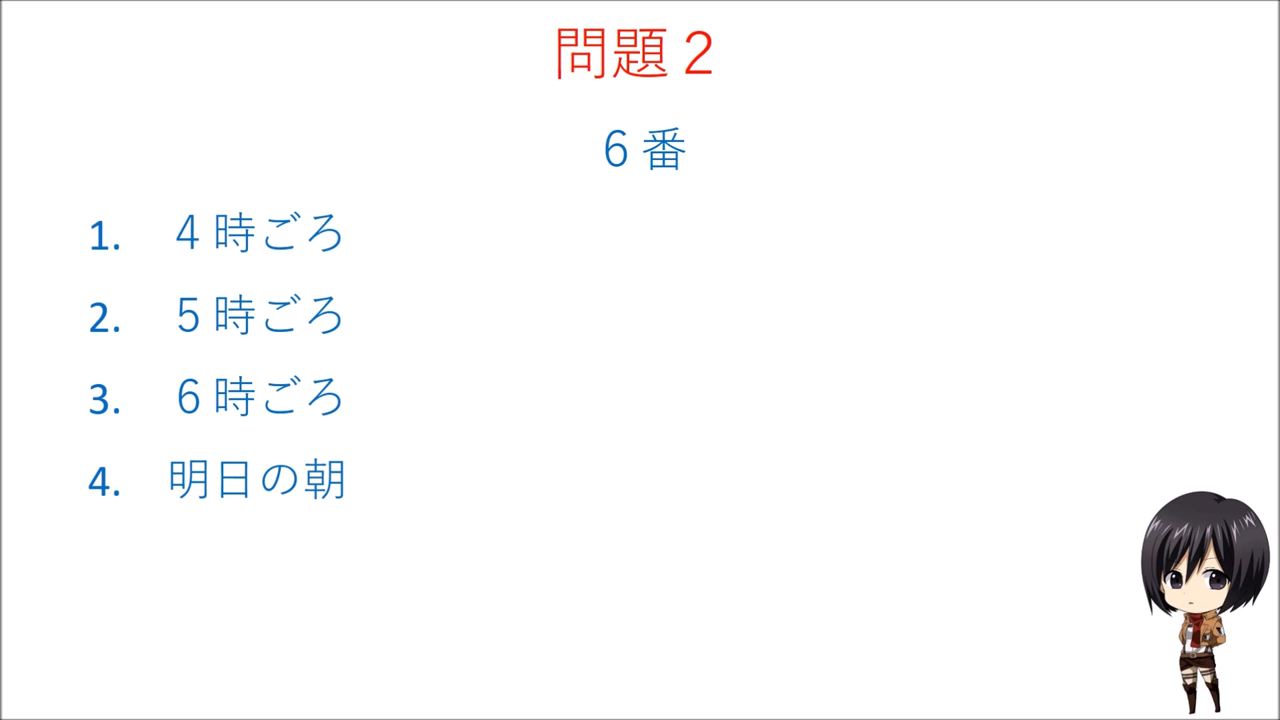 問題２
６番
1. ４時ごろ
2. ５時ごろ
3. ６時ごろ
4. 明日の朝